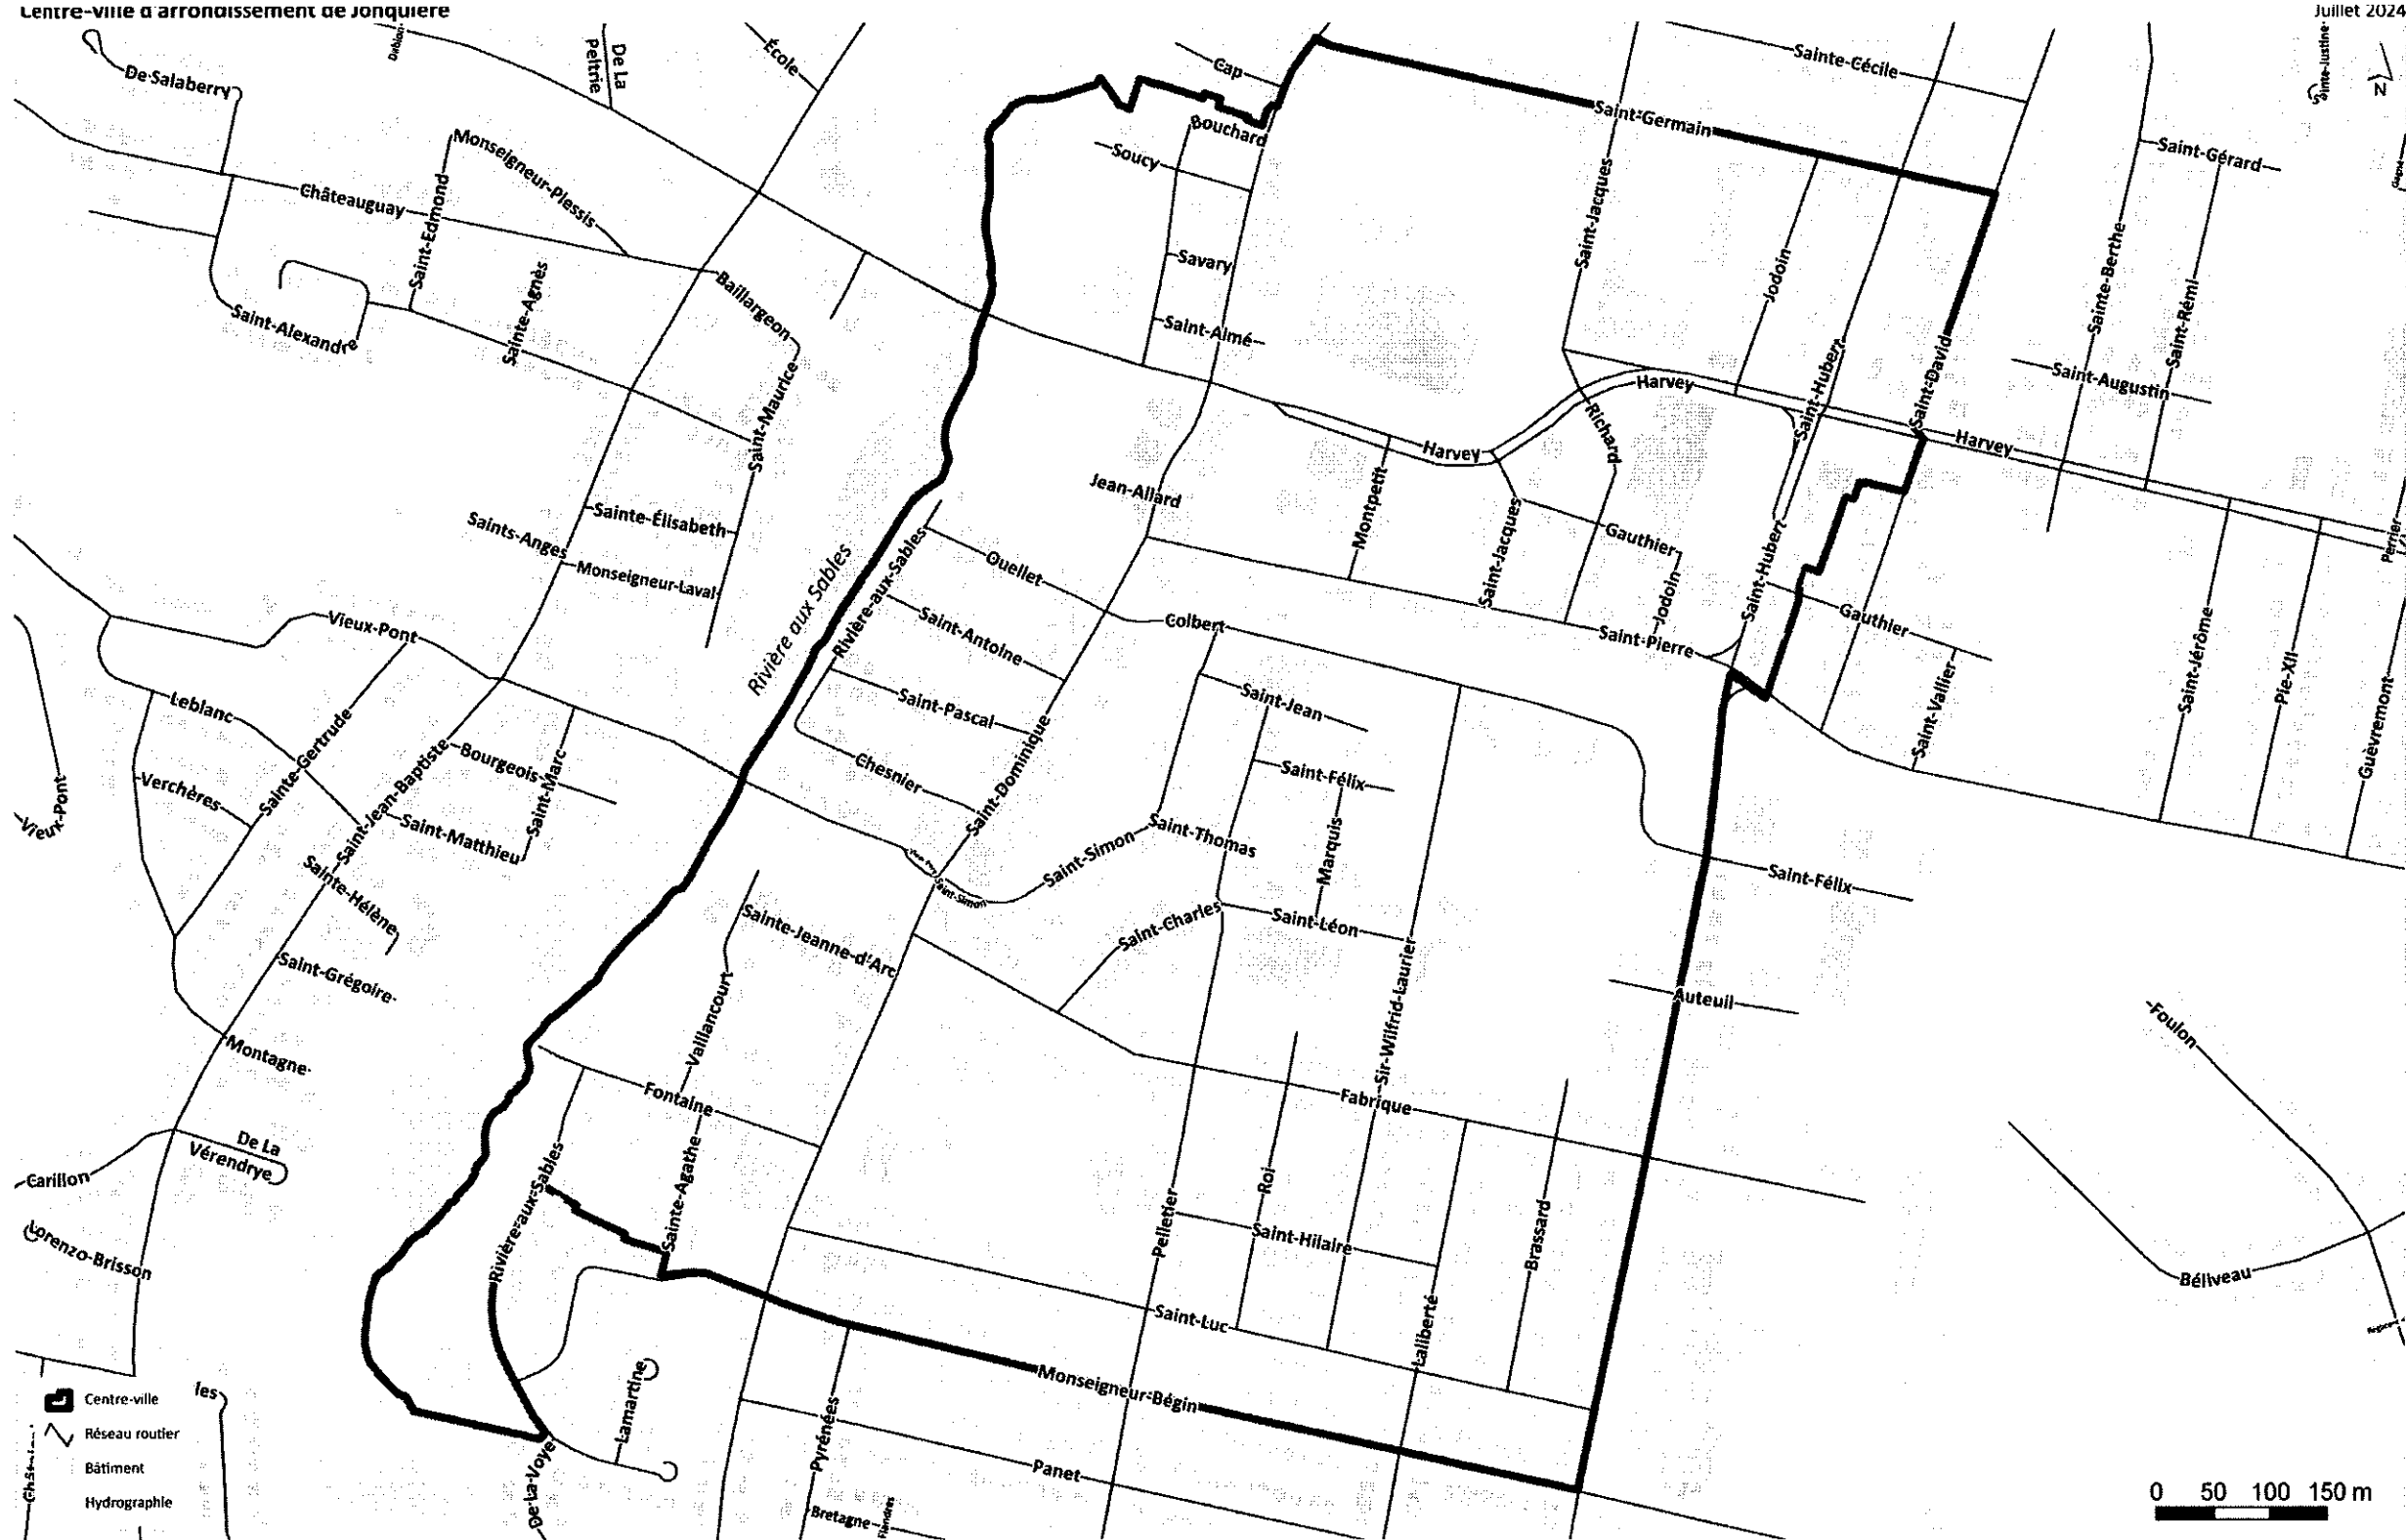 Centre-ville d'arrondissement de Jonquière
Juillet 2024
De La
Peltrie
École
Cap
Sainte-Cécile
Sainte-Justine
N
De Salaberry
Saint-Germain
Bouchard
Soucy
Monseigneur-Plessis
Saint-Gérard
Châteauguay
Saint-Edmond
Saint-Jacques
Savary
Jodoin
Sainte-Berthe
Saint-Rémi
Baillargeon
Sainte-Agnès
Saint-Alexandre
Saint-Aimé
Saint-Hubert
Saint-David
Saint-Augustin
Harvey
Saint-Maurice
Richard
Saint-Hubert
Harvey
Harvey
Jean-Allard
Montpetit
Saint-Jacques
Sainte-Élisabeth
Saints-Anges
Monseigneur-Laval
Rivière aux Sables
Rivière-aux-Sables
Ouellet
Gauthier
Jodoin
Saint-Hubert
Perrier
Saint-Antoine
Colbert
Saint-Pierre
Gauthier
Vieux-Pont
Saint-Vallier
Saint-Jérôme
Pie-XII
Guèvremont
Leblanc
Saint-Pascal
Saint-Jean
Sainte-Gertrude
Saint-Jean-Baptiste
Bourgeois
Saint-Marc
Chesnier
Saint-Dominique
Saint-Félix
Verchères
Vieux-Pont
Saint-Matthieu
Saint-Thomas
Marquis
Saint-Simon
Saint-Simon
Sainte-Hélène
Saint-Félix
Sainte-Jeanne-d'Arc
Saint-Charles
Saint-Léon
Saint-Grégoire
Vaillancourt
Sir-Wilfrid-Laurier
Auteuil
Foulon
Montagne
Fontaine
Fabrique
De La
Vérendrye
Carillon
Rivière-aux-Sables
Sainte-Agathe
Pelletier
Roi
Saint-Hilaire
Brassard
Lorenzo-Brisson
Béliveau
Saint-Luc
Laliberté
Monseigneur-Bégin
Lamartine
Pyrénées
Panet
De La Voye
Bretagne
Flandres
les
Centre-ville
Réseau routier
Bâtiment
Hydrographie
0 50 100 150 m